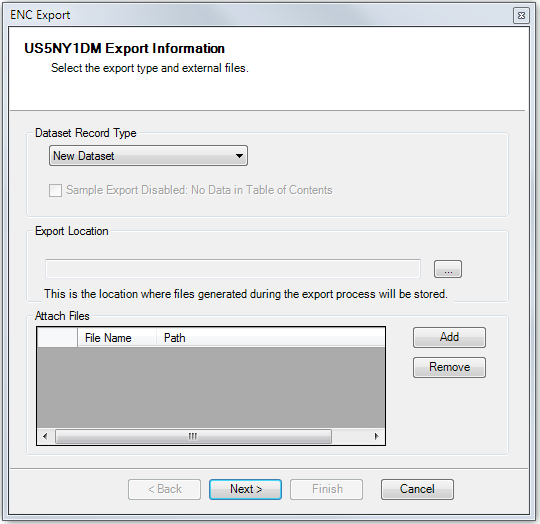 ENC Export
US5NY1DM Export Information
Select the export type and external files.
Dataset Record Type
New Dataset
Sample Export Disabled: No Data in Table of Contents
Export Location
...
This is the location where files generated during the export process will be stored.
Attach Files
File Name Path
Add
Remove
< Back Next > Finish Cancel